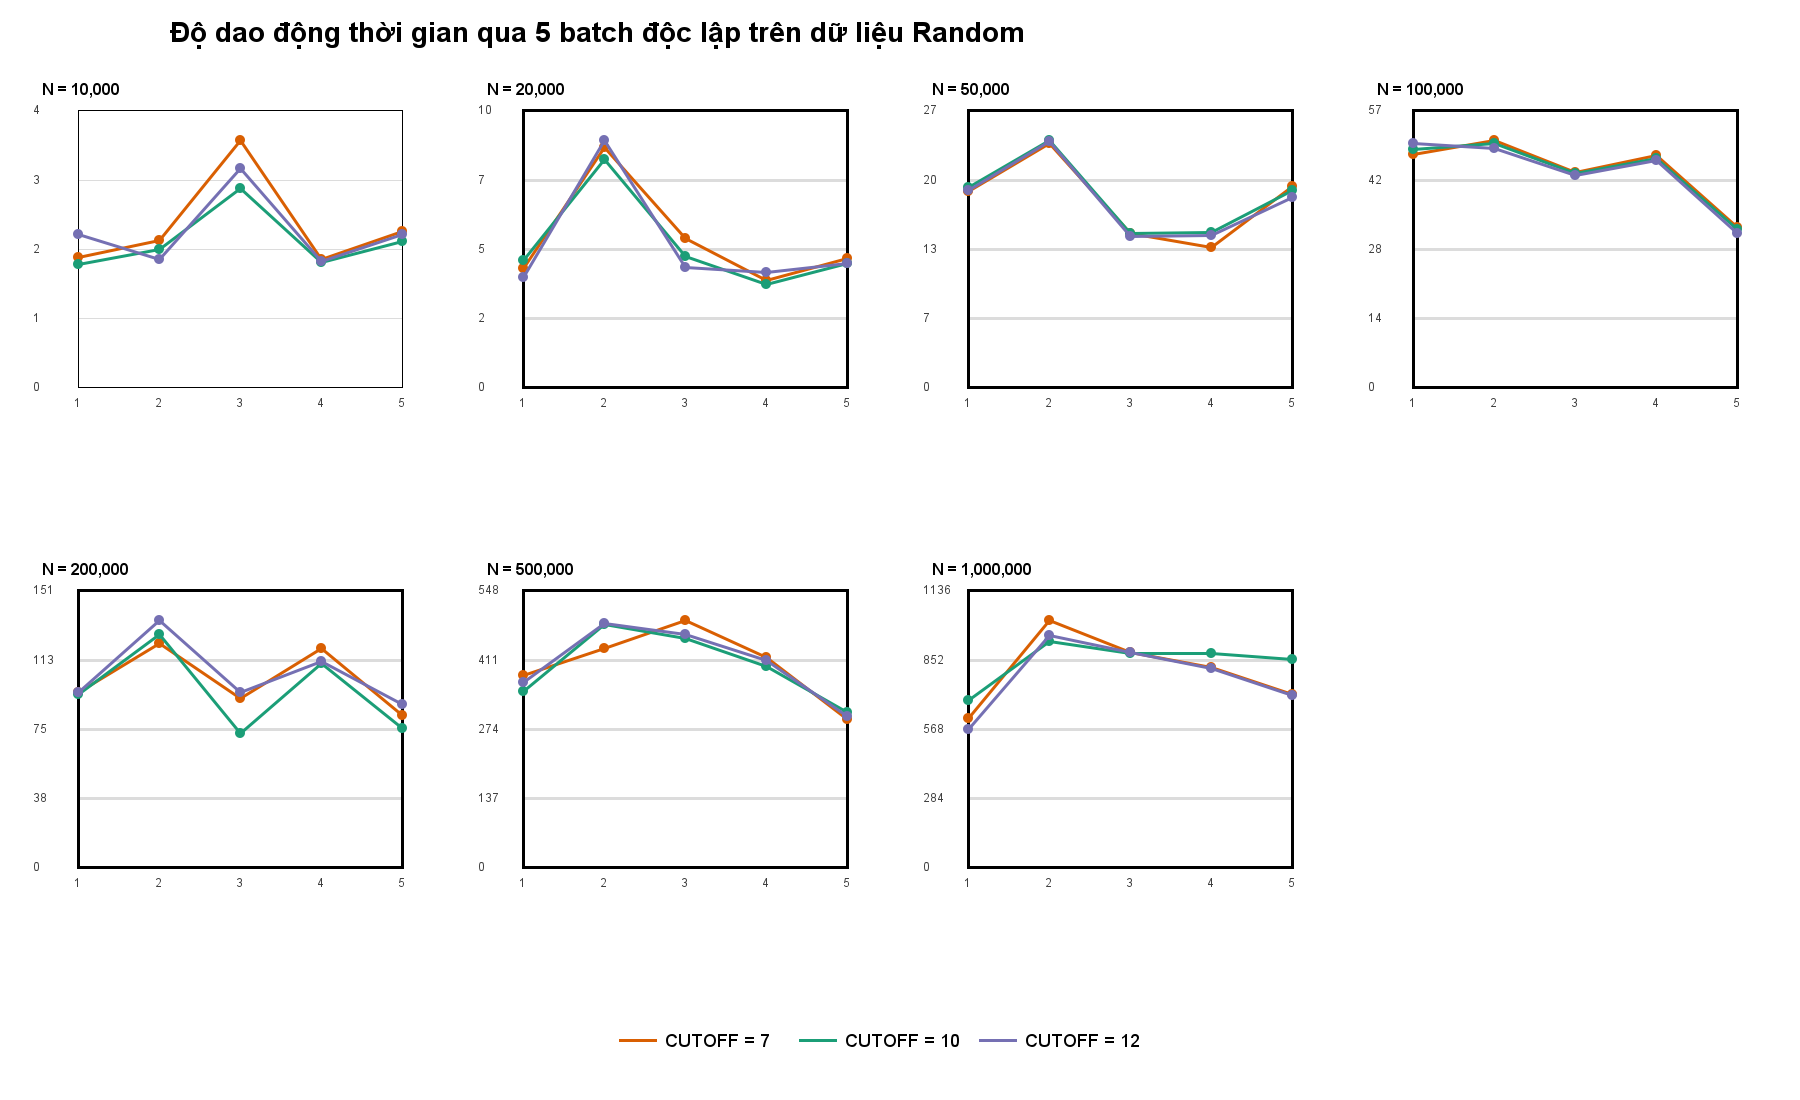 Độ dao động thời gian qua 5 batch độc lập trên dữ liệu Random
N = 10,000
4
3
2
1
0
1 2 3 4 5
N = 20,000
10
7
5
2
0
1 2 3 4 5
N = 50,000
27
20
13
7
0
1 2 3 4 5
N = 100,000
57
42
28
14
0
1 2 3 4 5
N = 200,000
151
113
75
38
0
1 2 3 4 5
N = 500,000
548
411
274
137
0
1 2 3 4 5
N = 1,000,000
1136
852
568
284
0
1 2 3 4 5
CUTOFF = 7 CUTOFF = 10 CUTOFF = 12